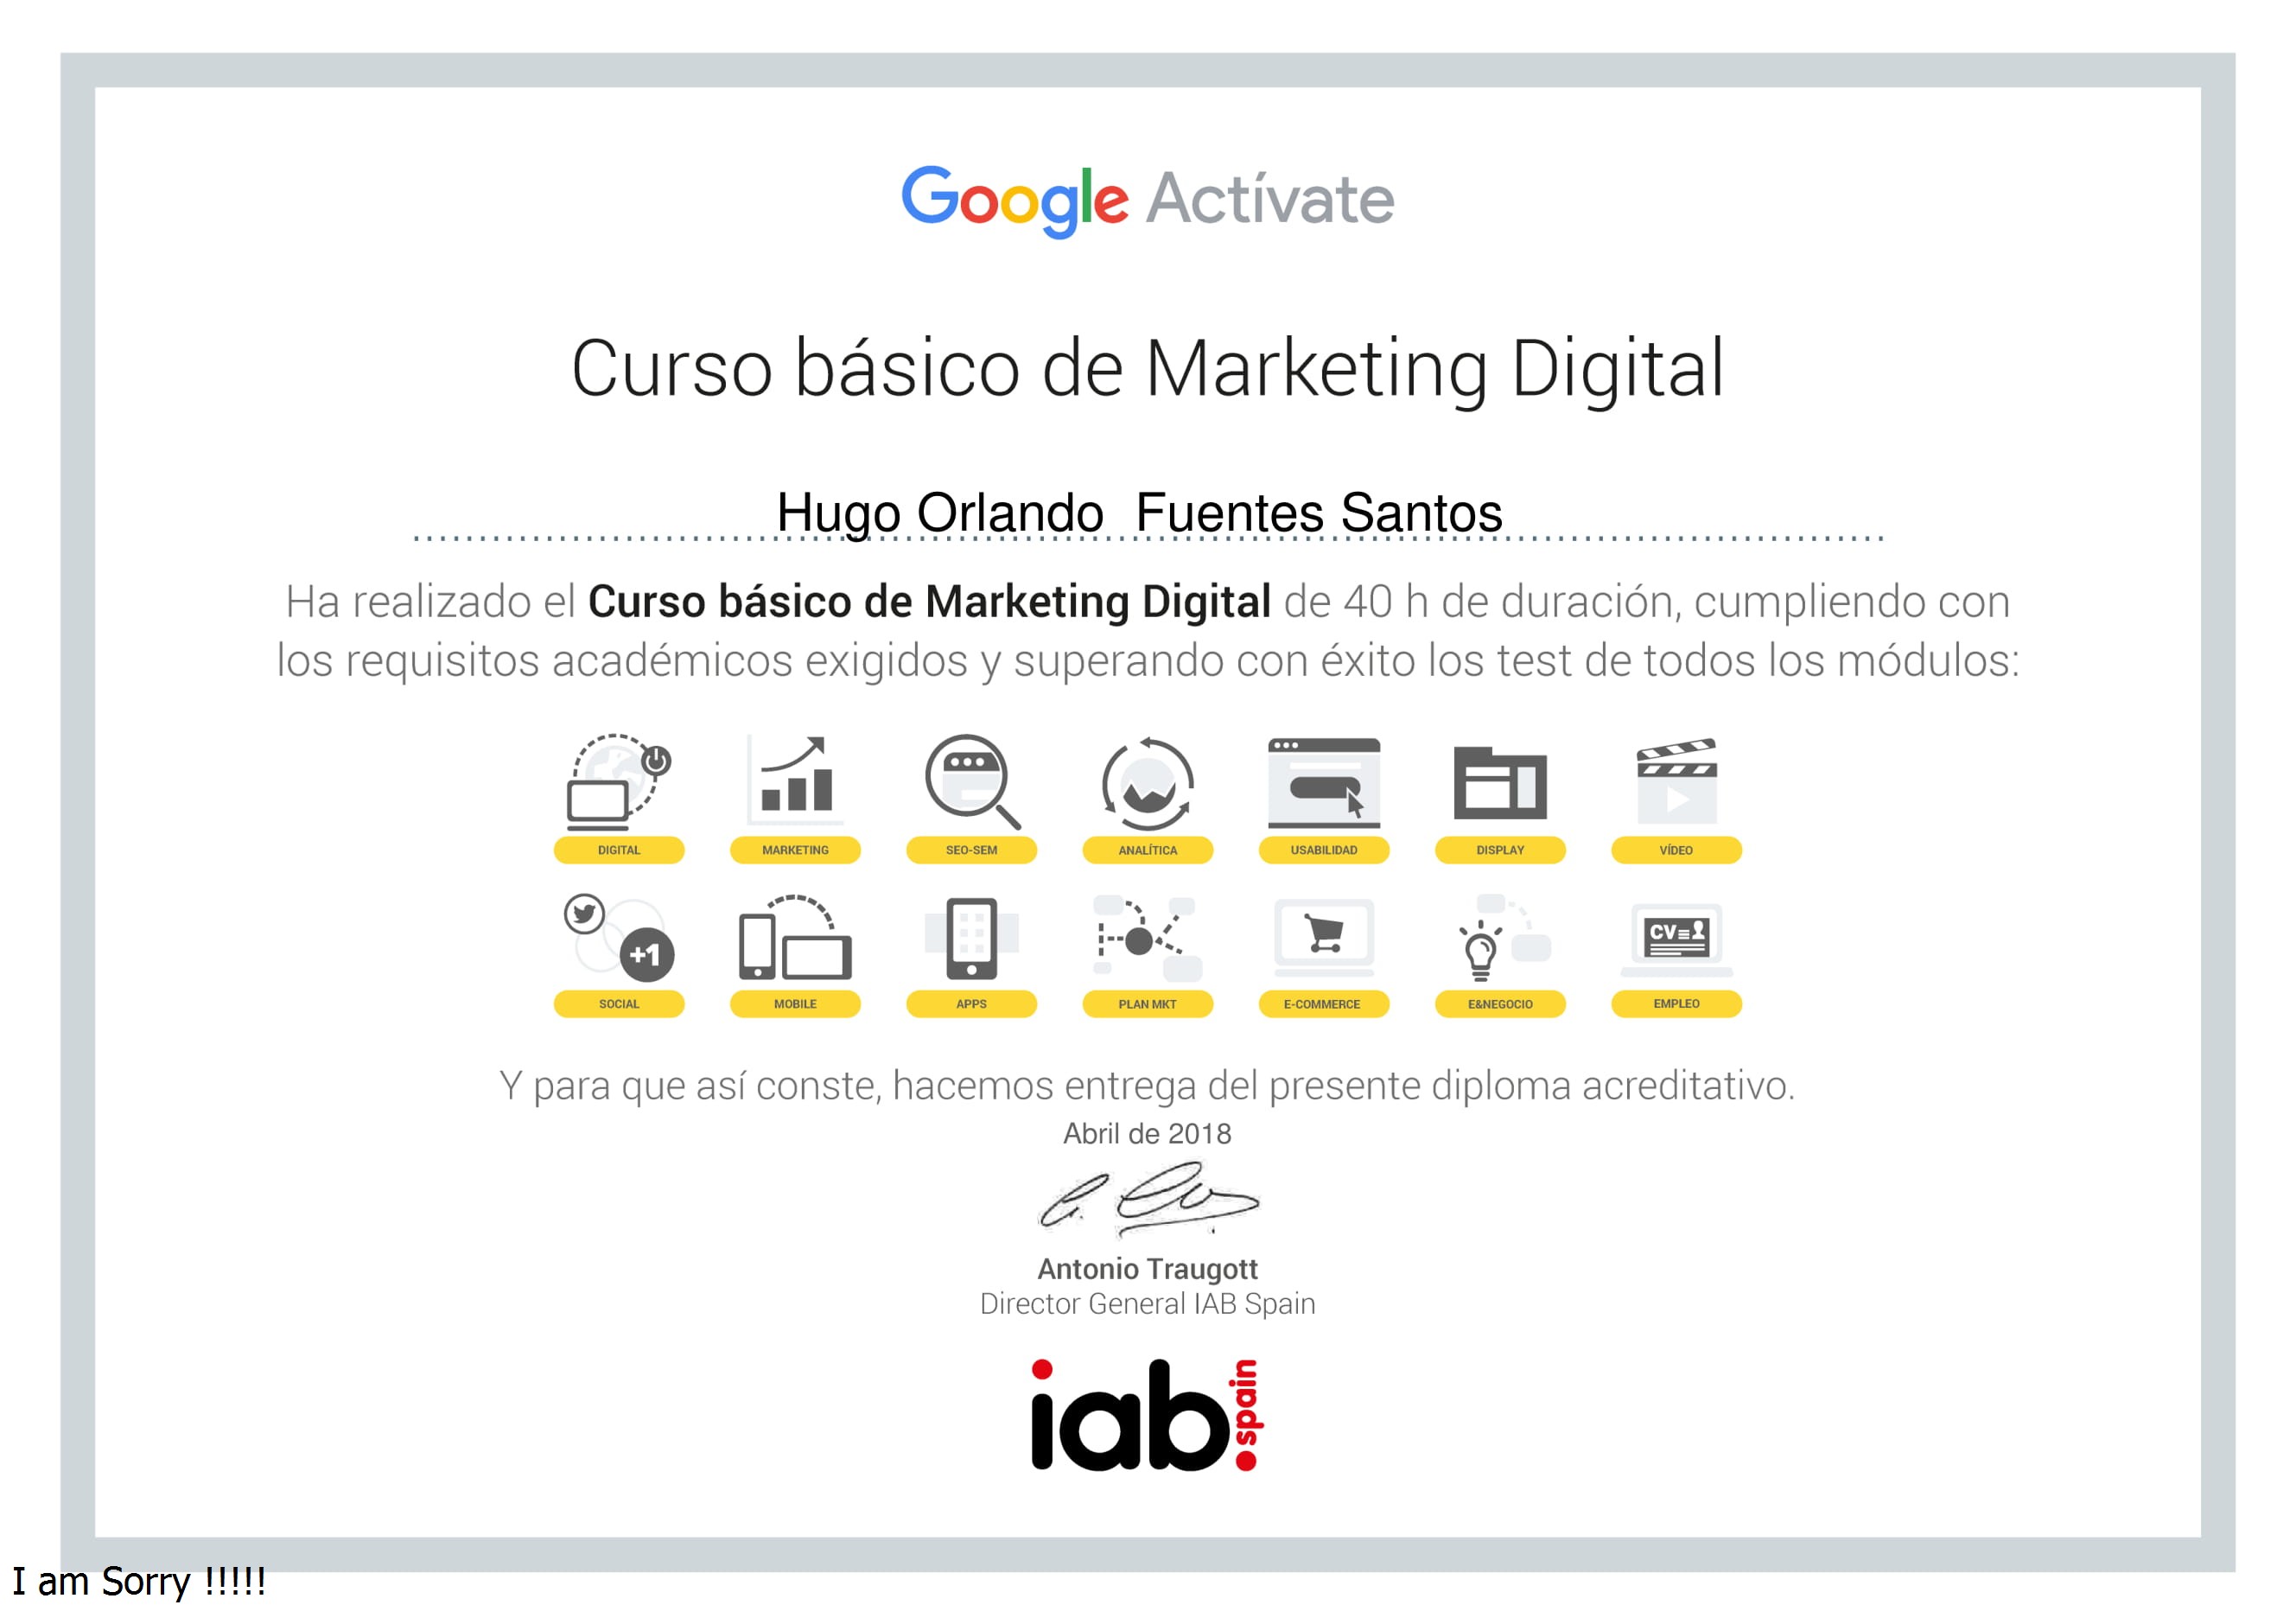 Google Actívate
Curso básico de Marketing Digital
Hugo Orlando  Fuentes Santos
Ha realizado el Curso básico de Marketing Digital de 40 h de duración, cumpliendo con
los requisitos académicos exigidos y superando con éxito los test de todos los módulos:
DIGITAL MARKETING SEO-SEM ANALÍTICA USABILIDAD DISPLAY VÍDEO
+1 CV
SOCIAL MOBILE APPS PLAN MKT E-COMMERCE E&NEGOCIO EMPLEO
Y para que así conste, hacemos entrega del presente diploma acreditativo.
Abril de 2018
Antonio Traugott
Director General IAB Spain
iab.spain
I am Sorry !!!!!